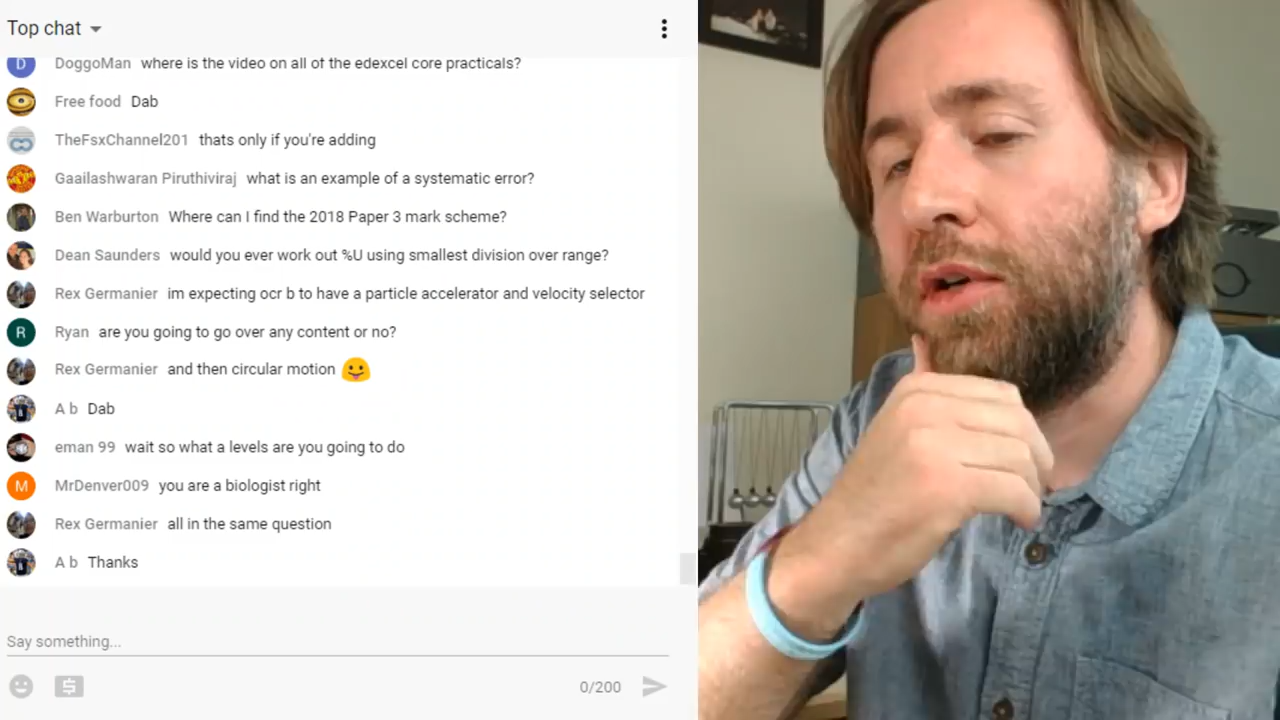 Top chat
D DoggoMan where is the video on all of the edexcel core practicals?
Free food Dab
TheFsxChannel201 thats only if you're adding
Gaailashwaran Piruthiviraj what is an example of a systematic error?
Ben Warburton Where can I find the 2018 Paper 3 mark scheme?
Dean Saunders would you ever work out %U using smallest division over range?
Rex Germanier im expecting ocr b to have a particle accelerator and velocity selector
R Ryan are you going to go over any content or no?
Rex Germanier and then circular motion 😛
A b Dab
eman 99 wait so what a levels are you going to do
M MrDenver009 you are a biologist right
Rex Germanier all in the same question
A b Thanks
Say something...
0/200